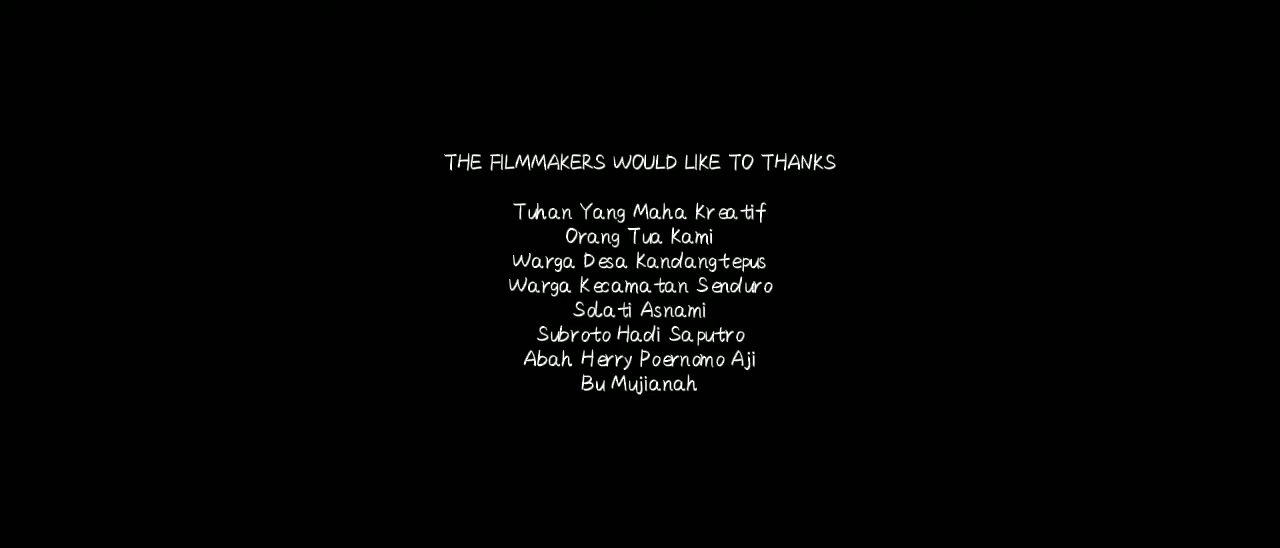 THE FILMMAKERS WOULD LIKE TO THANKS
Tuhan Yang Maha Kreatif
Orang Tua Kami
Warga Desa Kandangtepus
Warga Kecamatan Senduro
Solati Asnami
Subroto Hadi Saputro
Abah Herry Poernomo Aji
Bu Mujianah